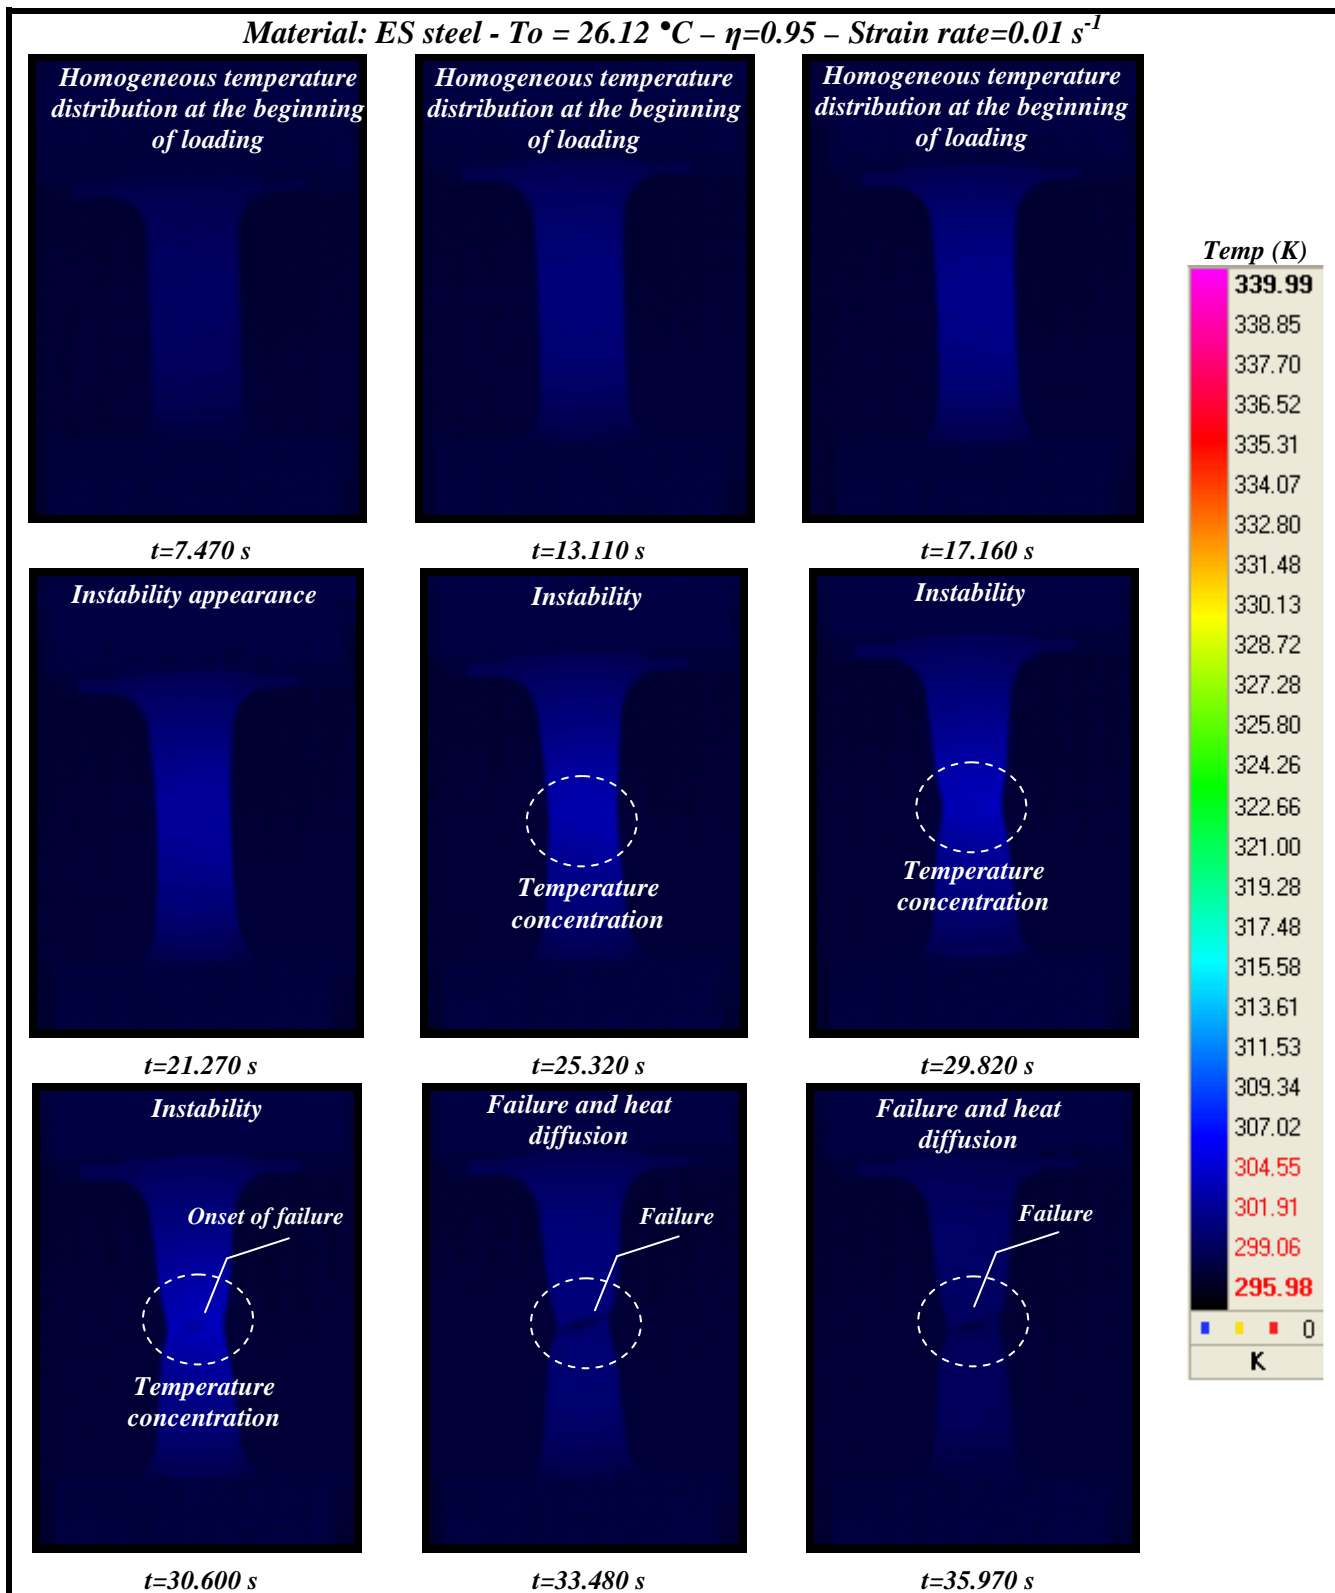 Material: ES steel - To = 26.12 °C – η=0.95 – Strain rate=0.01 s-1
Homogeneous temperature
distribution at the beginning
of loading
Homogeneous temperature
distribution at the beginning
of loading
Homogeneous temperature
distribution at the beginning
of loading
t=7.470 s
t=13.110 s
t=17.160 s
Instability appearance
Instability
Temperature
concentration
Instability
Temperature
concentration
t=21.270 s
t=25.320 s
t=29.820 s
Instability
Onset of failure
Temperature
concentration
Failure and heat
diffusion
Failure
Failure and heat
diffusion
Failure
t=30.600 s
t=33.480 s
t=35.970 s
Temp (K)
339.99
338.85
337.70
336.52
335.31
334.07
332.80
331.48
330.13
328.72
327.28
325.80
324.26
322.66
321.00
319.28
317.48
315.58
313.61
311.53
309.34
307.02
304.55
301.91
299.06
295.98
0
K